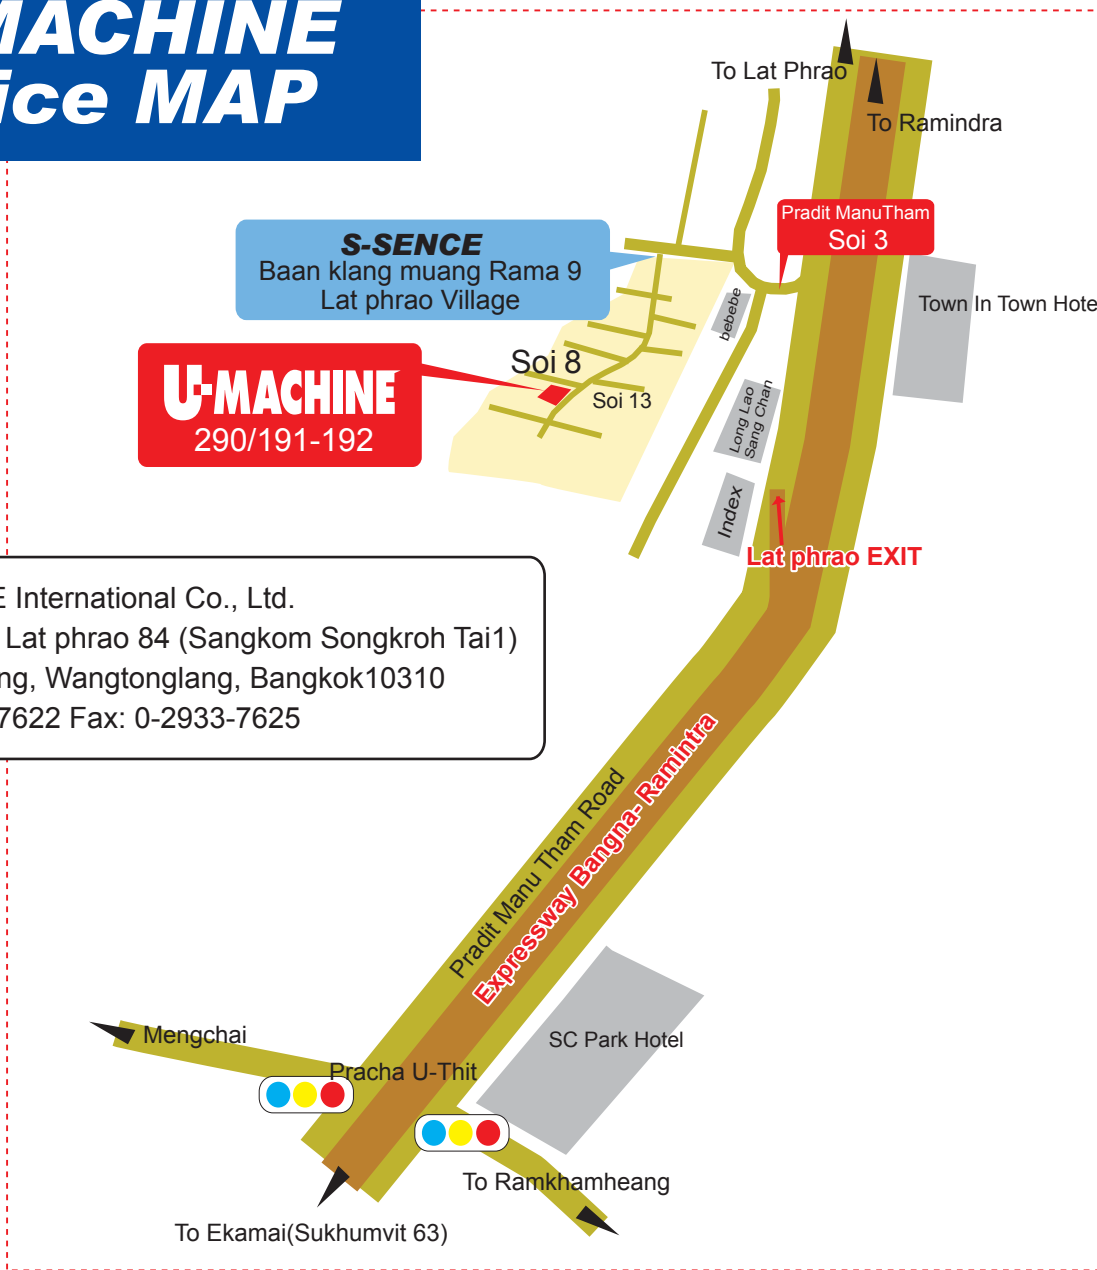 MACHINE
ice MAP
To Lat Phrao
To Ramindra
Pradit ManuTham
Soi 3
S-SENCE
Baan klang muang Rama 9
Lat phrao Village
bebebe
Town In Town Hote
Soi 8
U-MACHINE
290/191-192
Soi 13
Long Lao
Sang Chan
Index
Lat phrao EXIT
E International Co., Ltd.
Lat phrao 84 (Sangkom Songkroh Tai1)
ng, Wangtonglang, Bangkok10310
7622 Fax: 0-2933-7625
Pradit Manu Tham Road
Expressway Bangna- Ramintra
SC Park Hotel
Mengchai
Pracha U-Thit
To Ramkhamheang
To Ekamai(Sukhumvit 63)